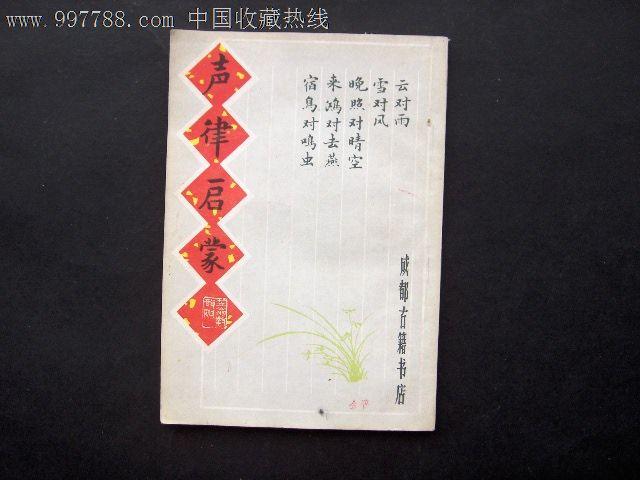 www.997788.com 中国收藏热线
声律启蒙
云对雨
雪对风
晚照对晴空
来鸿对去燕
宿鸟对鸣虫
成都古籍书店